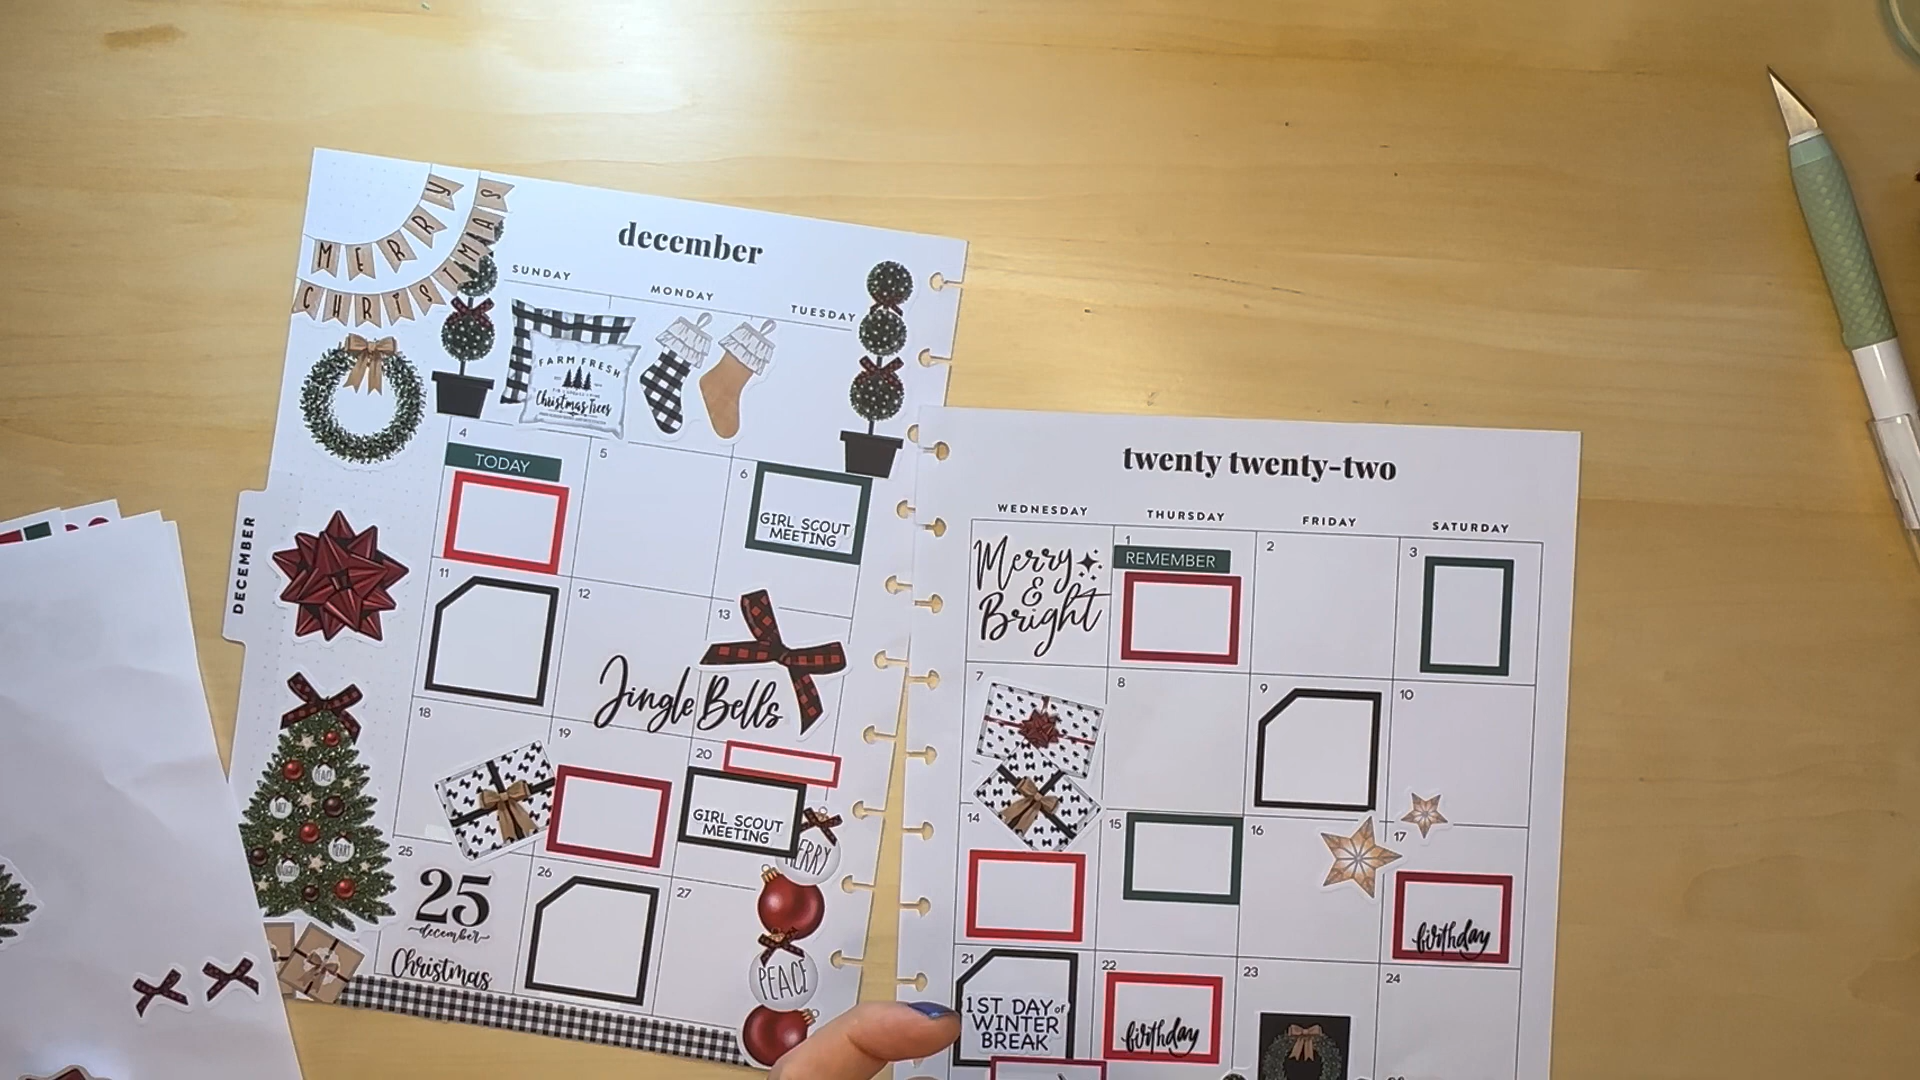 MERRY
CHRISTMAS
december
SUNDAY
MONDAY
TUESDAY
FARM FRESH
Christmas Trees
4
TODAY
5
6
GIRL SCOUT
MEETING
DECEMBER
11
12
13
Jingle Bells
18
19
20
GIRL SCOUT
MEETING
MERRY
PEACE
25
25
december
Christmas
26
27
PEACE
MERRY
twenty twenty-two
WEDNESDAY
THURSDAY
FRIDAY
SATURDAY
Merry
&
Bright
1
REMEMBER
2
3
7
8
9
10
14
15
16
17
birthday
21
1ST DAY of
WINTER
BREAK
22
birthday
23
24